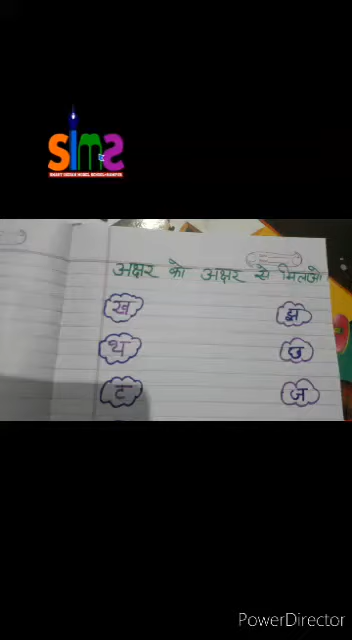 sims
अक्षर को अक्षर से मिलाओ
ख झ
थ छ
ट ज
PowerDirector